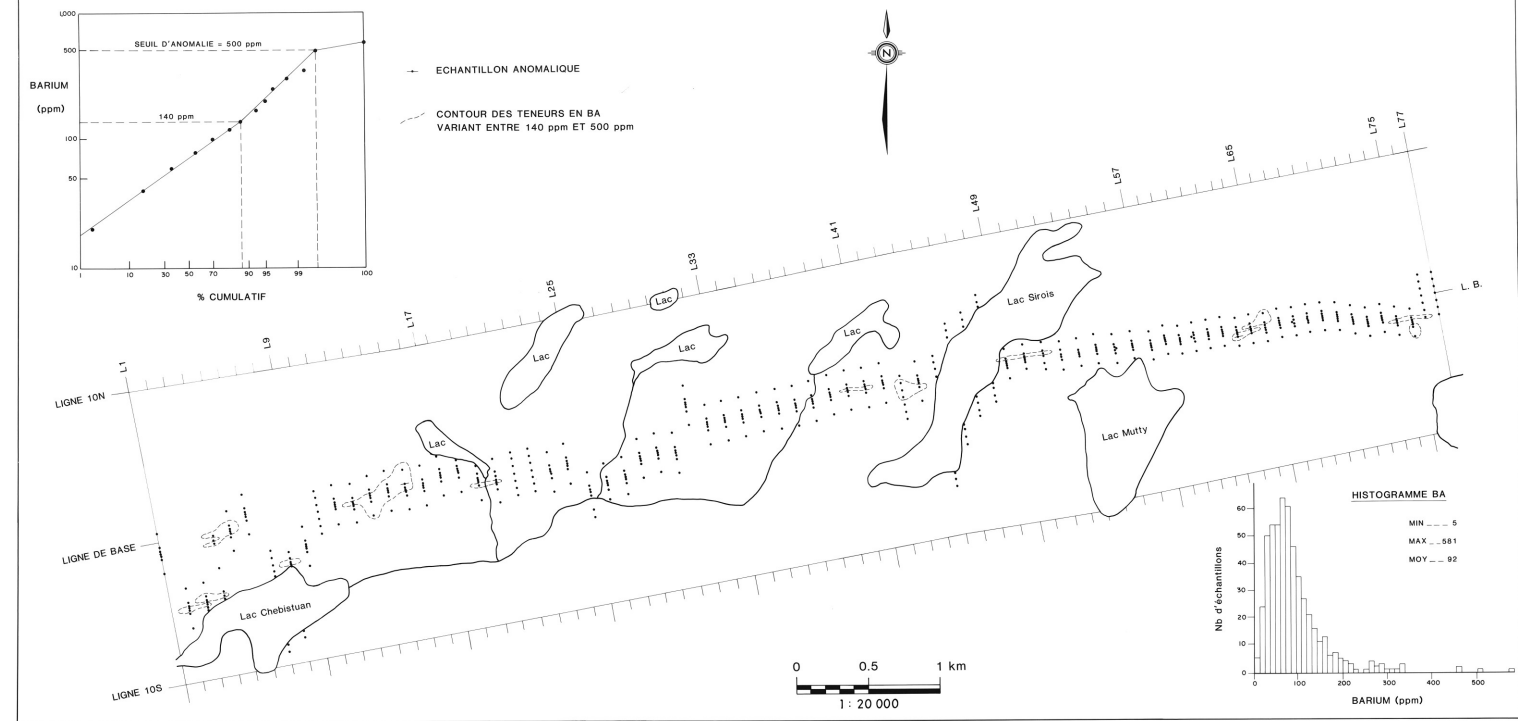 1,000
SEUIL D'ANOMALIE = 500 ppm
500
BARIUM
(ppm)
140 ppm
100
50
10
1 10 30 50 70 90 95 99 100
% CUMULATIF
ECHANTILLON ANOMALIQUE
CONTOUR DES TENEURS EN BA
VARIANT ENTRE 140 ppm ET 500 ppm
N
L1
L9
L17
L25
L33
L41
L49
L57
L65
L75
L77
LIGNE 10N
LIGNE DE BASE
LIGNE 10S
L. B.
Lac
Lac
Lac
Lac
Lac
Lac Sirois
Lac Mutty
Lac Chebistuan
0 0.5 1 km
1 : 20 000
HISTOGRAMME BA
MIN ___ 5
MAX __ 581
MOY ___ 92
Nb d'échantillons
60
50
40
30
20
10
0
0 100 200 300 400 500
BARIUM (ppm)